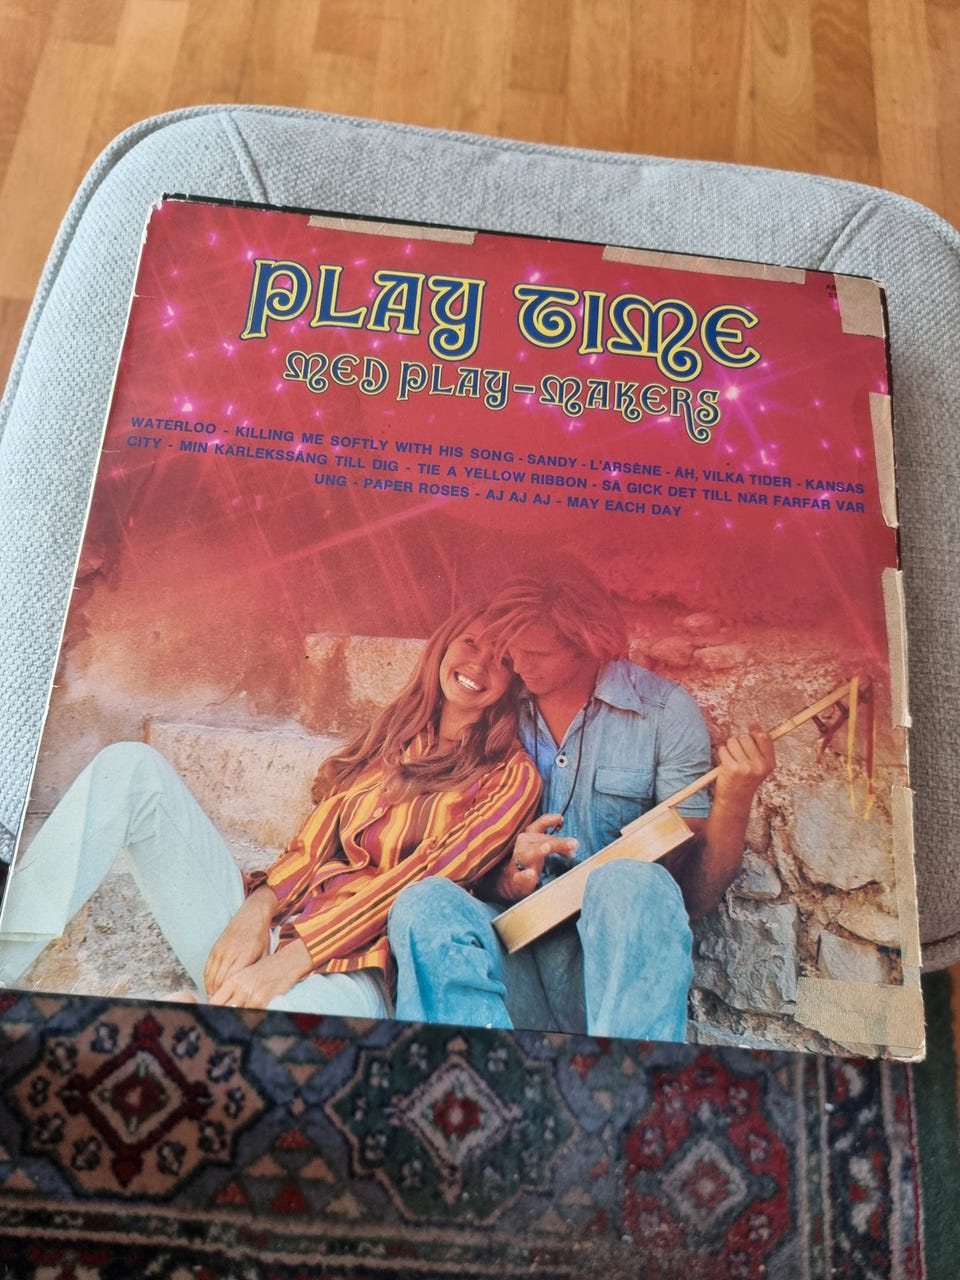 PLAY TIME
MED PLAY-MAKERS
WATERLOO - KILLING ME SOFTLY WITH HIS SONG - SANDY - L'ARSÈNE - ÅH, VILKA TIDER - KANSAS
CITY - MIN KÄRLEKSSÅNG TILL DIG - TIE A YELLOW RIBBON - SÅ GICK DET TILL NÄR FARFAR VAR
UNG - PAPER ROSES - AJ AJ AJ - MAY EACH DAY